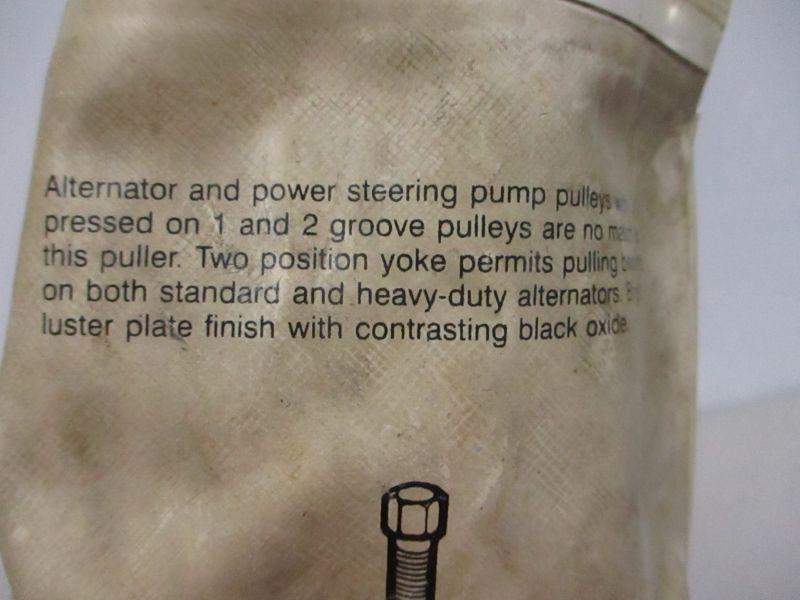 Alternator and power steering pump pulleys
pressed on 1 and 2 groove pulleys are no
this puller. Two position yoke permits pulling
on both standard and heavy-duty alternators.
luster plate finish with contrasting black oxide.